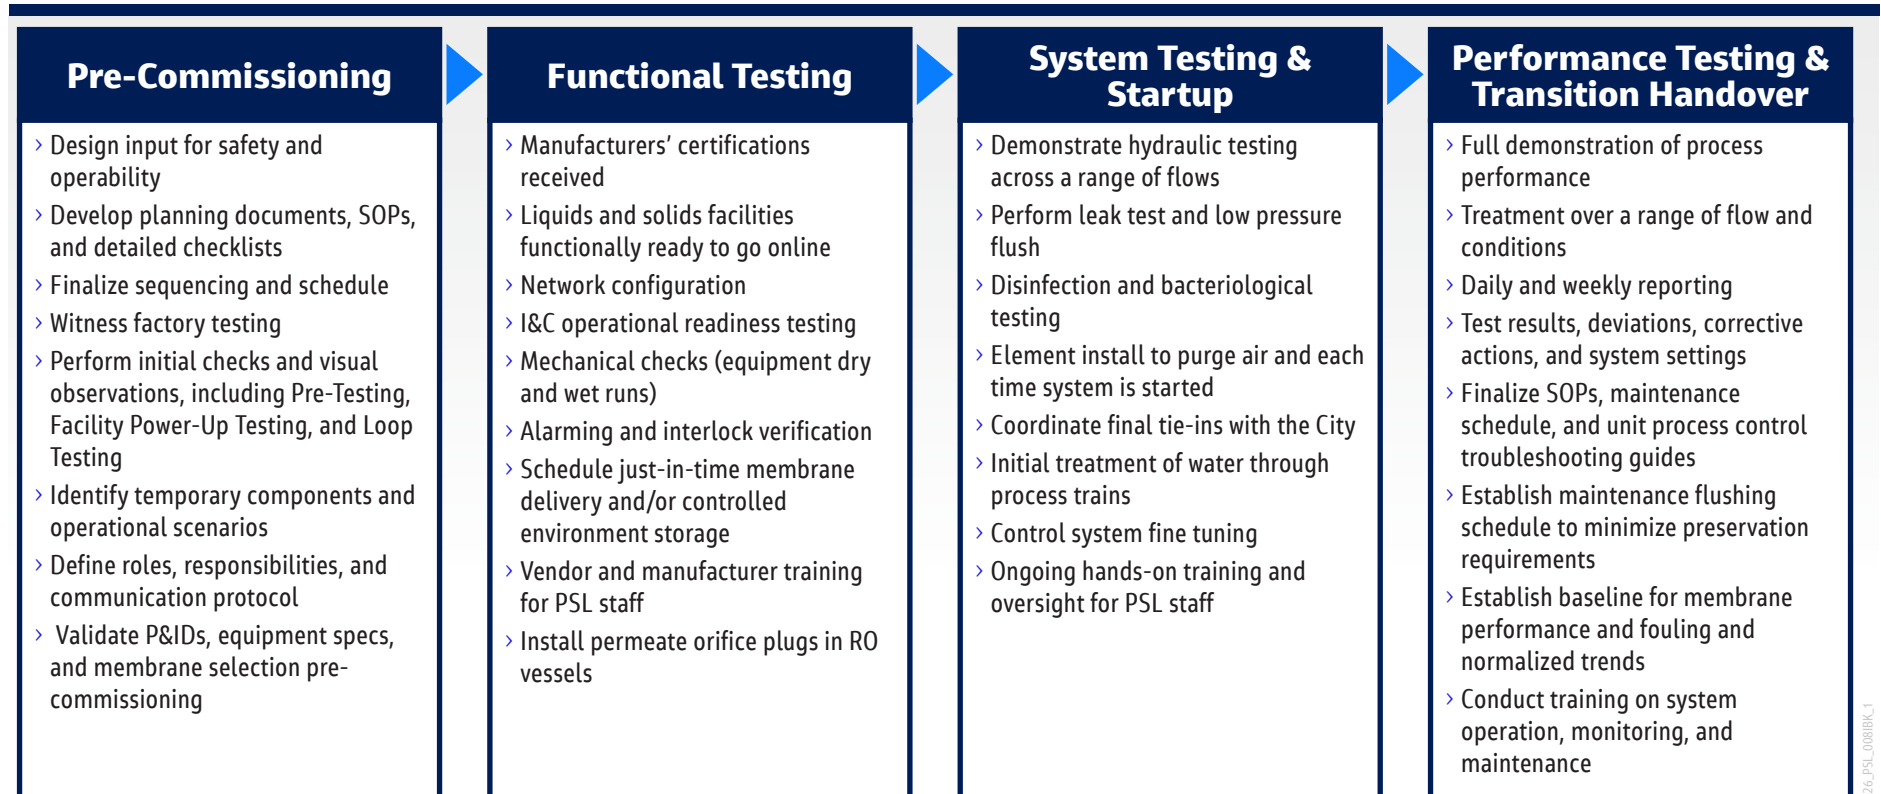 Pre-Commissioning
› Design input for safety and
operability
› Develop planning documents, SOPs,
and detailed checklists
› Finalize sequencing and schedule
› Witness factory testing
› Perform initial checks and visual
observations, including Pre-Testing,
Facility Power-Up Testing, and Loop
Testing
› Identify temporary components and
operational scenarios
› Define roles, responsibilities, and
communication protocol
› Validate P&IDs, equipment specs,
and membrane selection pre-
commissioning
Functional Testing
› Manufacturers’ certifications
received
› Liquids and solids facilities
functionally ready to go online
› Network configuration
› I&C operational readiness testing
› Mechanical checks (equipment dry
and wet runs)
› Alarming and interlock verification
› Schedule just-in-time membrane
delivery and/or controlled
environment storage
› Vendor and manufacturer training
for PSL staff
› Install permeate orifice plugs in RO
vessels
System Testing &
Startup
› Demonstrate hydraulic testing
across a range of flows
› Perform leak test and low pressure
flush
› Disinfection and bacteriological
testing
› Element install to purge air and each
time system is started
› Coordinate final tie-ins with the City
› Initial treatment of water through
process trains
› Control system fine tuning
› Ongoing hands-on training and
oversight for PSL staff
Performance Testing &
Transition Handover
› Full demonstration of process
performance
› Treatment over a range of flow and
conditions
› Daily and weekly reporting
› Test results, deviations, corrective
actions, and system settings
› Finalize SOPs, maintenance
schedule, and unit process control
troubleshooting guides
› Establish maintenance flushing
schedule to minimize preservation
requirements
› Establish baseline for membrane
performance and fouling and
normalized trends
› Conduct training on system
operation, monitoring, and
maintenance
26_PSL_008IBK_1